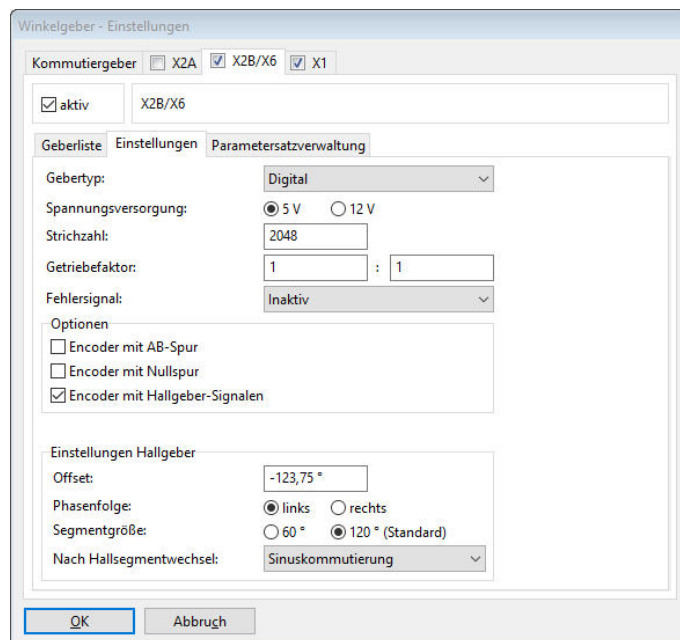 Winkelgeber - Einstellungen
Kommutiergeber X2A X2B/X6 X1
aktiv X2B/X6
Geberliste Einstellungen Parametersatzverwaltung
Gebertyp: Digital
Spannungsversorgung: 5 V 12 V
Strichzahl: 2048
Getriebefaktor: 1 : 1
Fehlersignal: Inaktiv
Optionen
Encoder mit AB-Spur
Encoder mit Nullspur
Encoder mit Hallgeber-Signalen
Einstellungen Hallgeber
Offset: -123,75 °
Phasenfolge: links rechts
Segmentgröße: 60 ° 120 ° (Standard)
Nach Hallsegmentwechsel: Sinuskommutierung
OK Abbruch